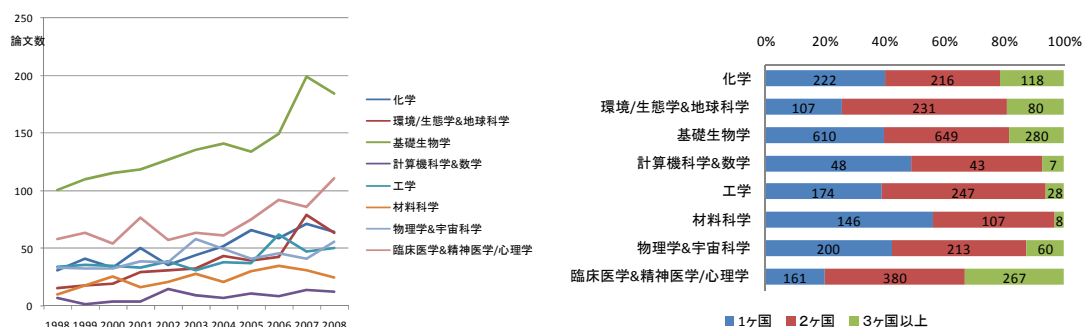 250
論文数
200
150
100
50
0
1998 1999 2000 2001 2002 2003 2004 2005 2006 2007 2008
化学
環境/生態学&地球科学
基礎生物学
計算機科学&数学
工学
材料科学
物理学&宇宙科学
臨床医学&精神医学/心理学
0% 20% 40% 60% 80% 100%
化学 222 216 118
環境/生態学&地球科学 107 231 80
基礎生物学 610 649 280
計算機科学&数学 48 43 7
工学 174 247 28
材料科学 146 107 8
物理学&宇宙科学 200 213 60
臨床医学&精神医学/心理学 161 380 267
1ヶ国 2ヶ国 3ヶ国以上